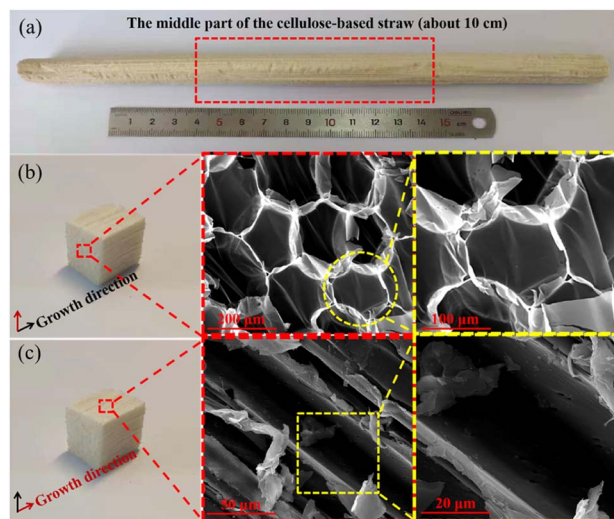 (a) The middle part of the cellulose-based straw (about 10 cm)
1 2 3 4 5 6 7 8 9 10 11 12 13 14 15
(b)
Growth direction
200 μm
100 μm
(c)
Growth direction
50 μm
20 μm